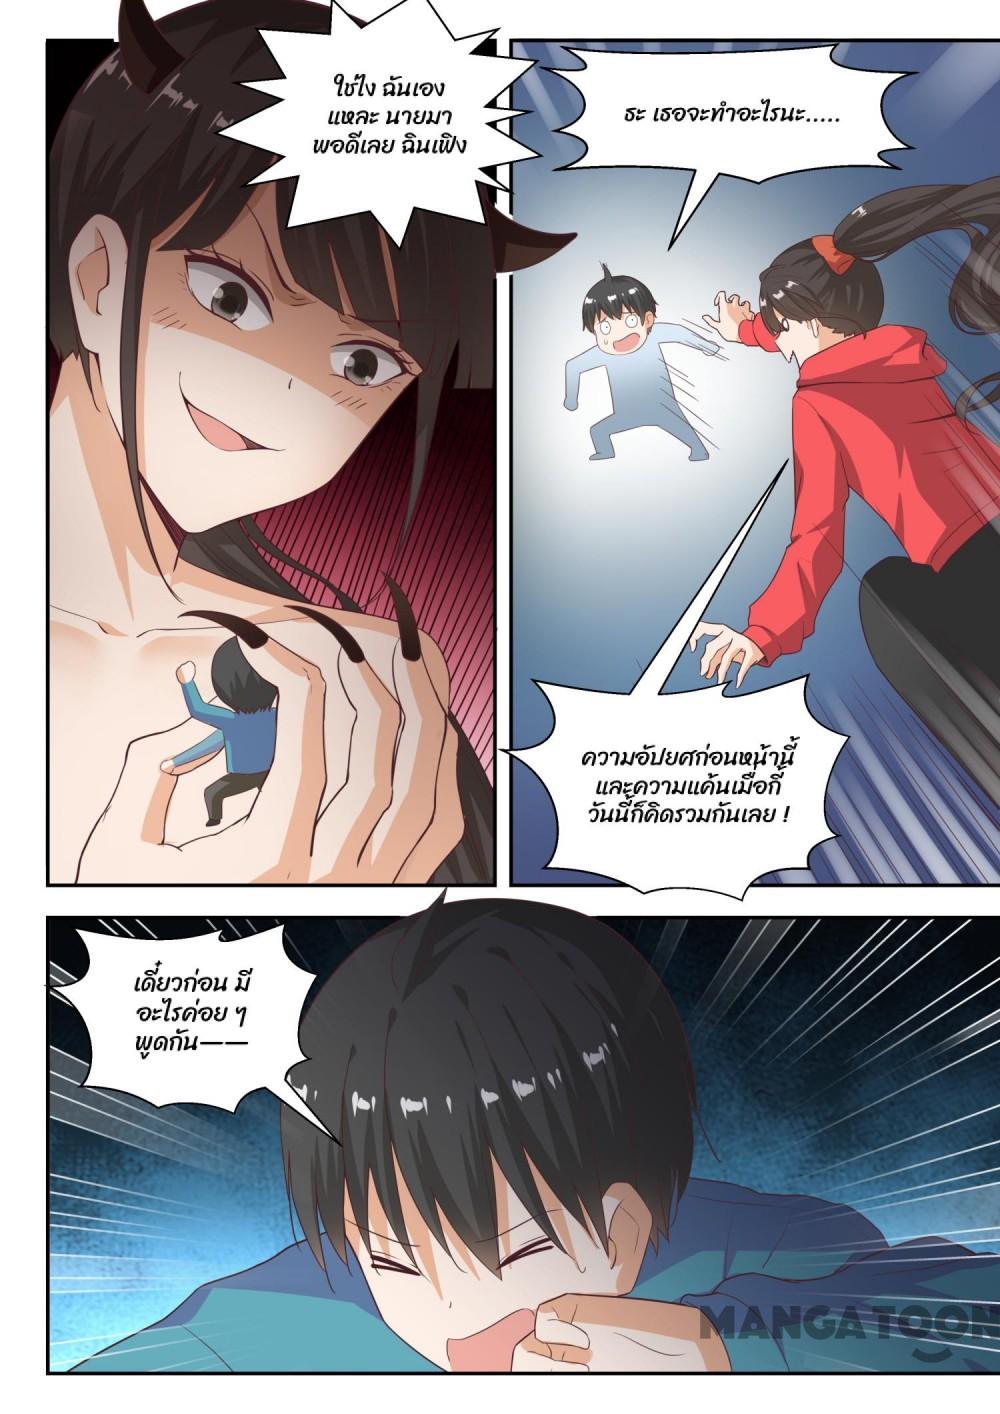 ใช่ไง ฉันเอง
แหละ นายมา
พอดีเลย ฉินเฟิง
ธะ เธอจะทำอะไรนะ.....
ความอัปยศก่อนหน้านี้
และความแค้นเมื่อกี้
วันนี้ก็คิดรวมกันเลย !
เดี๋ยวก่อน มี
อะไรค่อย ๆ
พูดกัน——
MANGATOON